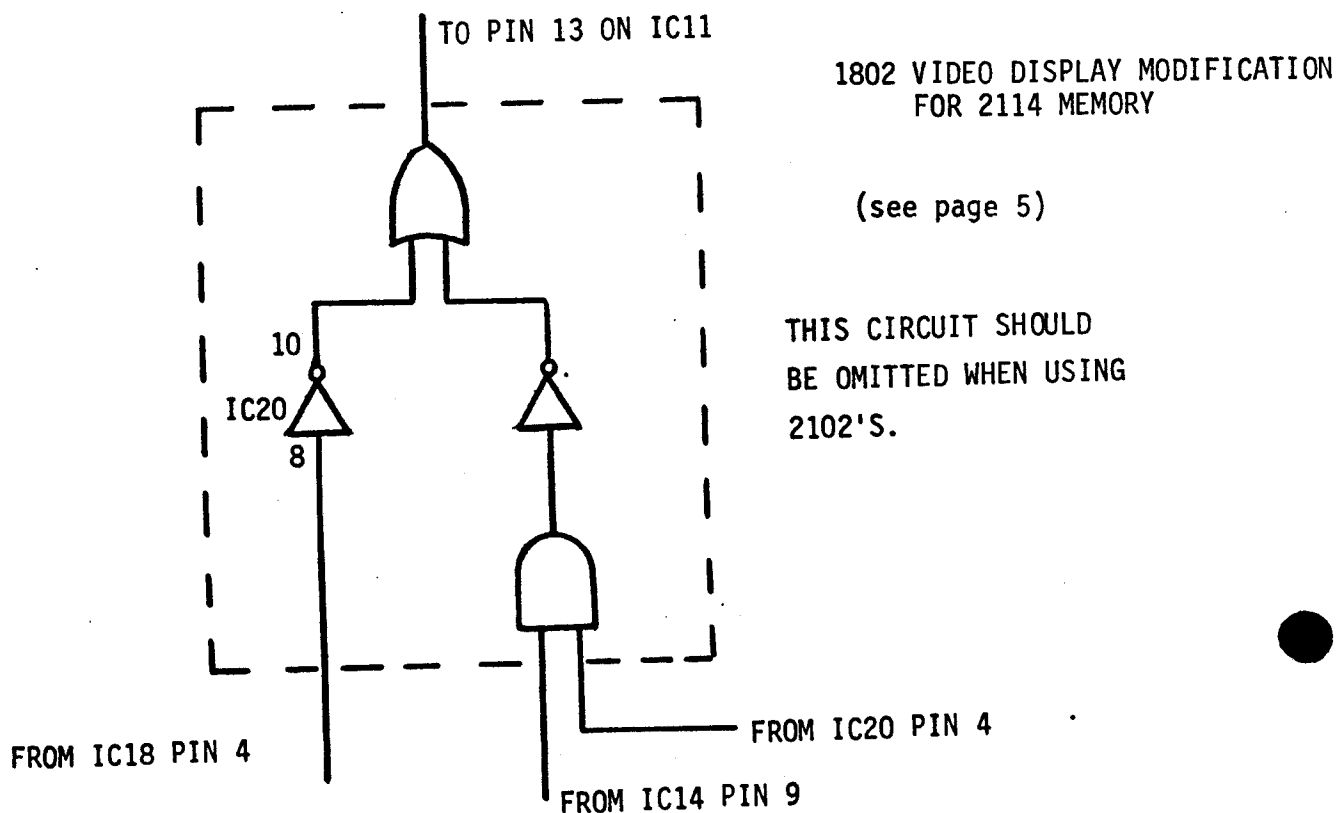 TO PIN 13 ON IC11
1802 VIDEO DISPLAY MODIFICATION
FOR 2114 MEMORY
(see page 5)
THIS CIRCUIT SHOULD
BE OMITTED WHEN USING
2102'S.
10
IC20
8
FROM IC18 PIN 4
FROM IC20 PIN 4
FROM IC14 PIN 9